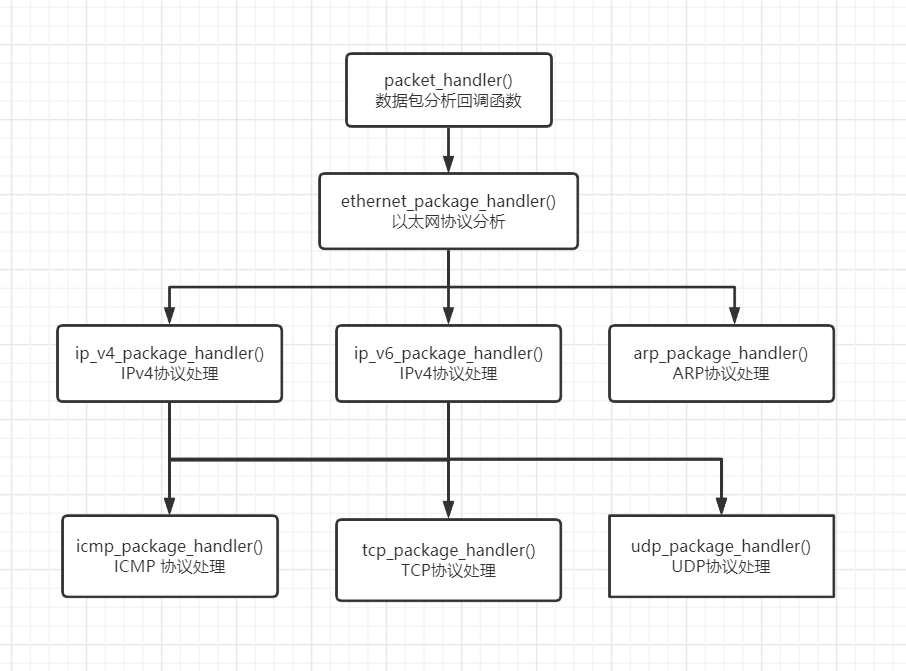 packet_handler()
数据包分析回调函数
ethernet_package_handler()
以太网协议分析
ip_v4_package_handler()
IPv4协议处理
ip_v6_package_handler()
IPv4协议处理
arp_package_handler()
ARP协议处理
icmp_package_handler()
ICMP 协议处理
tcp_package_handler()
TCP协议处理
udp_package_handler()
UDP协议处理